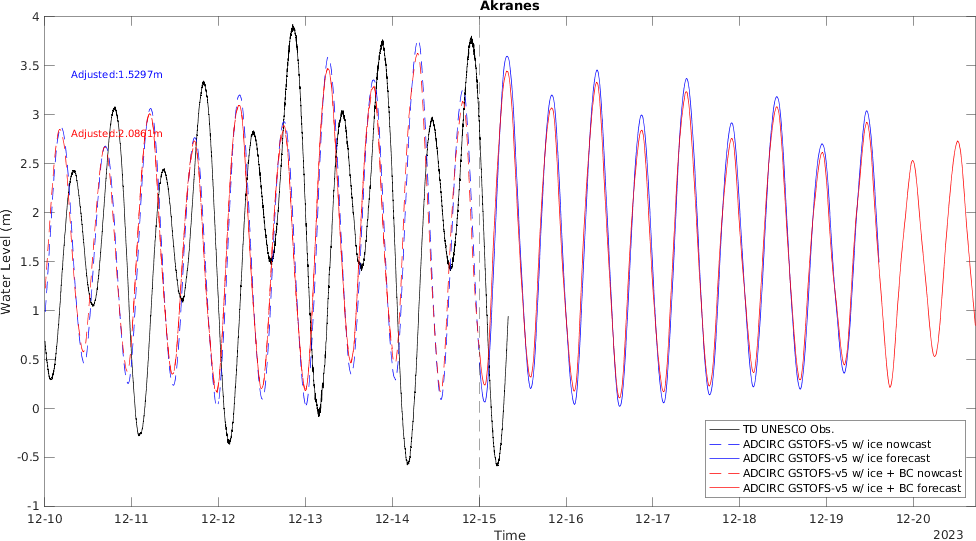 Akranes
4
3.5
3
2.5
2
1.5
1
0.5
0
-0.5
-1
Water Level (m)
Adjusted:1.5297m
Adjusted:2.0861m
TD UNESCO Obs.
ADCIRC GSTOFS-v5 w/ ice nowcast
ADCIRC GSTOFS-v5 w/ ice forecast
ADCIRC GSTOFS-v5 w/ ice + BC nowcast
ADCIRC GSTOFS-v5 w/ ice + BC forecast
12-10 12-11 12-12 12-13 12-14 12-15 12-16 12-17 12-18 12-19 12-20
Time
2023